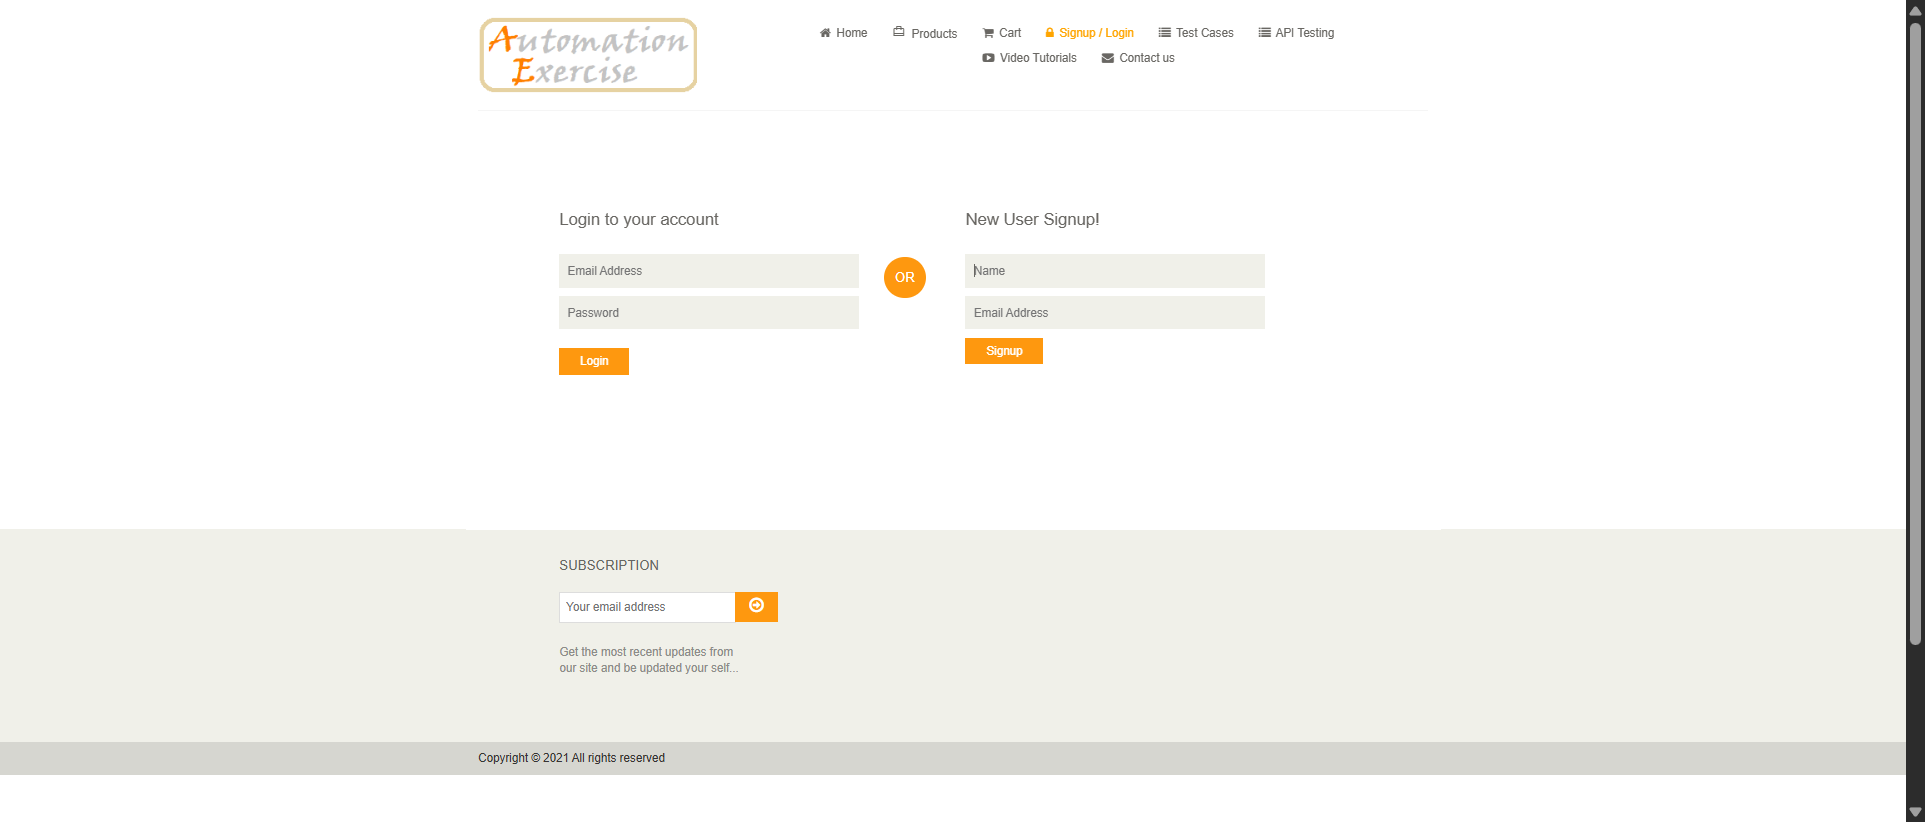 Automation
Exercise
Home
Products
Cart
Signup / Login
Test Cases
API Testing
Video Tutorials
Contact us
Login to your account
Email Address
Password
Login
OR
New User Signup!
Name
Email Address
Signup
SUBSCRIPTION
Your email address
Get the most recent updates from
our site and be updated your self...
Copyright © 2021 All rights reserved